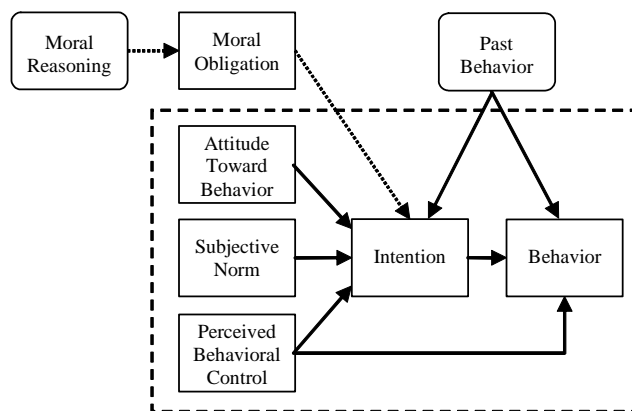 Moral
Reasoning
Moral
Obligation
Past
Behavior
Attitude
Toward
Behavior
Subjective
Norm
Intention
Behavior
Perceived
Behavioral
Control